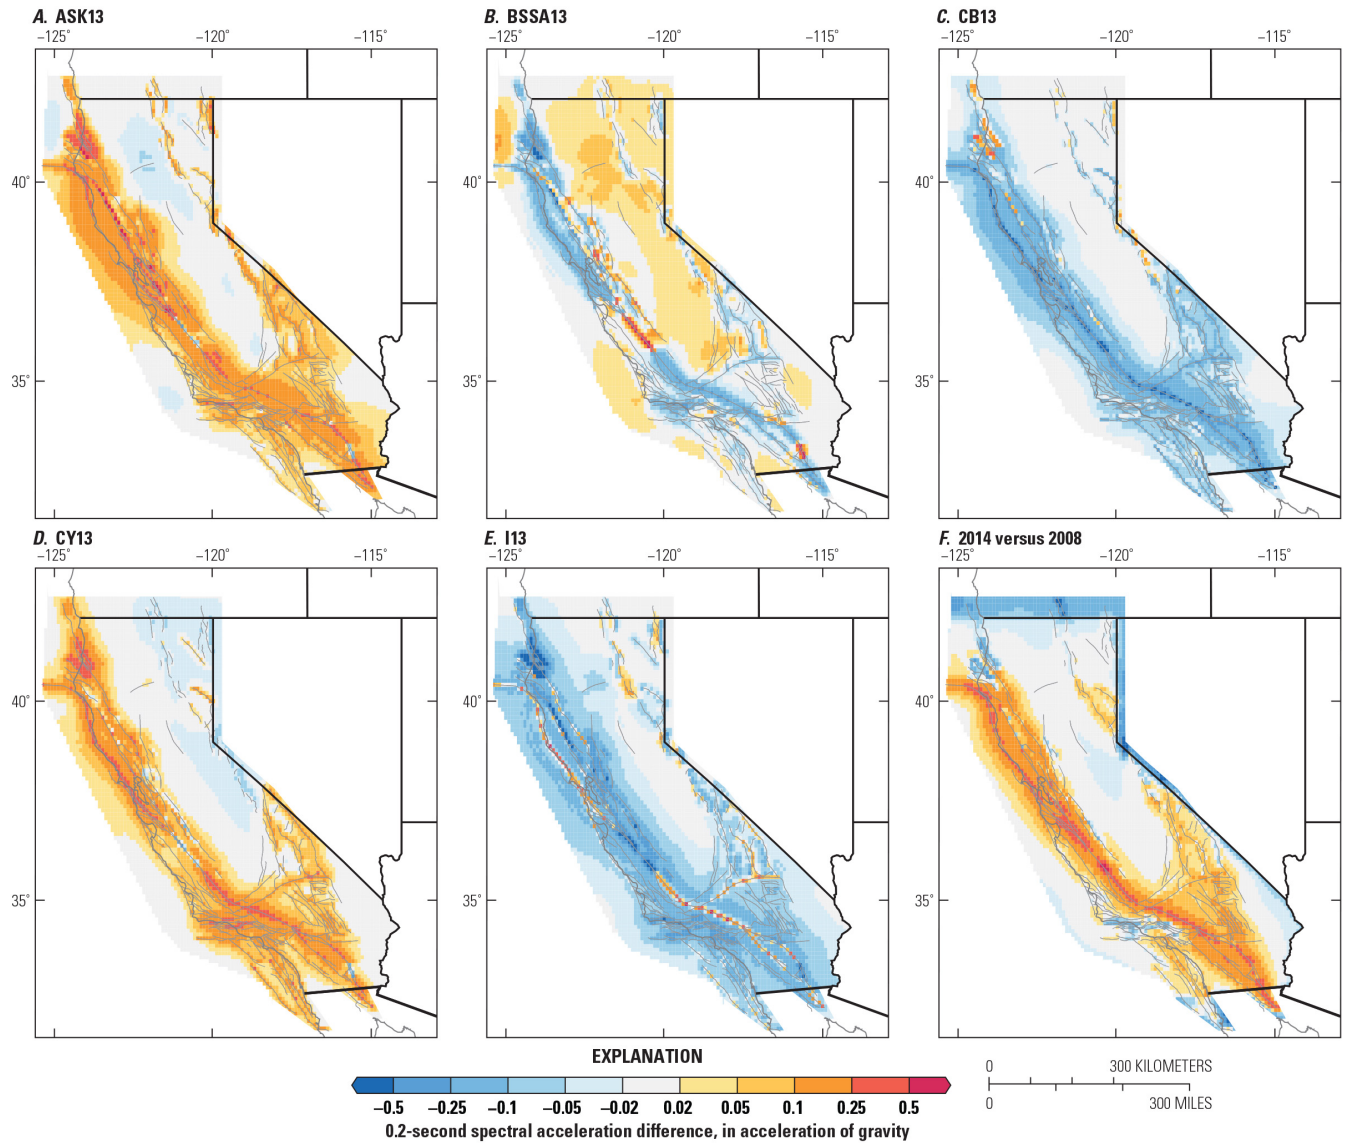 A. ASK13
B. BSSA13
C. CB13
−125° −120° −115°
−125° −120° −115°
−125° −120° −115°
40° 40° 40°
35° 35° 35°
D. CY13
E. I13
F. 2014 versus 2008
−125° −120° −115°
−125° −120° −115°
−125° −120° −115°
40° 40° 40°
35° 35° 35°
EXPLANATION
−0.5 −0.25 −0.1 −0.05 −0.02 0.02 0.05 0.1 0.25 0.5
0.2-second spectral acceleration difference, in acceleration of gravity
0 300 KILOMETERS
0 300 MILES